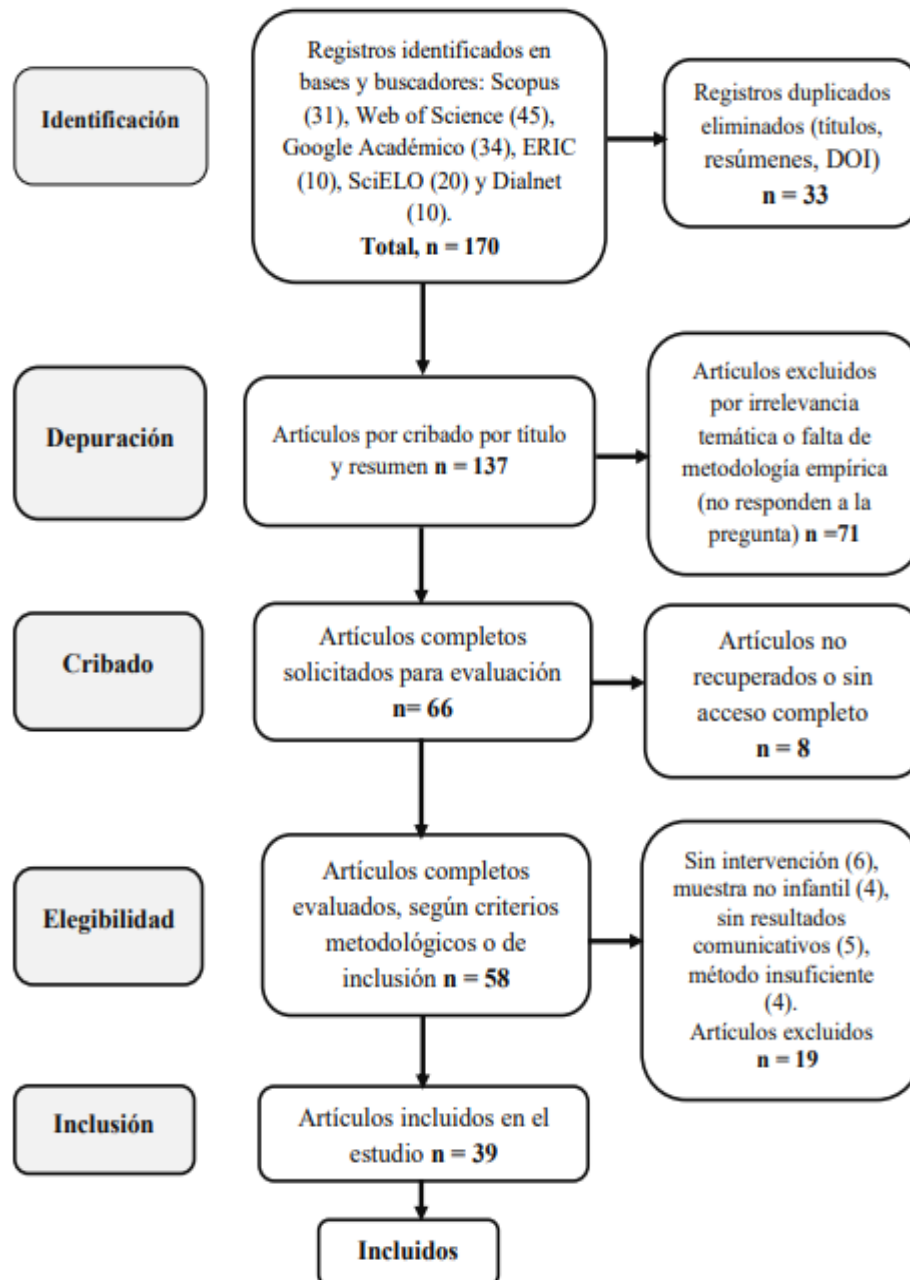 Identificación
Registros identificados en
bases y buscadores: Scopus
(31), Web of Science (45),
Google Académico (34), ERIC
(10), SciELO (20) y Dialnet
(10).
Total, n = 170
Registros duplicados
eliminados (títulos,
resúmenes, DOI)
n = 33
Depuración
Artículos por cribado por título
y resumen n = 137
Artículos excluidos
por irrelevancia
temática o falta de
metodología empírica
(no responden a la
pregunta) n =71
Cribado
Artículos completos
solicitados para evaluación
n= 66
Artículos no
recuperados o sin
acceso completo
n = 8
Elegibilidad
Artículos completos
evaluados, según criterios
metodológicos o de
inclusión n = 58
Sin intervención (6),
muestra no infantil (4),
sin resultados
comunicativos (5),
método insuficiente
(4).
Artículos excluidos
n = 19
Inclusión
Artículos incluidos en el
estudio n = 39
Incluidos